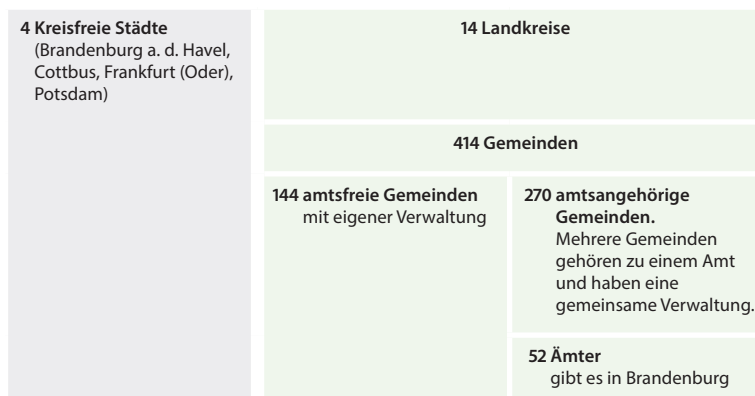 4 Kreisfreie Städte
(Brandenburg a. d. Havel,
Cottbus, Frankfurt (Oder),
Potsdam)
14 Landkreise
414 Gemeinden
144 amtsfreie Gemeinden
mit eigener Verwaltung
270 amtsangehörige
Gemeinden.
Mehrere Gemeinden
gehören zu einem Amt
und haben eine
gemeinsame Verwaltung.
52 Ämter
gibt es in Brandenburg